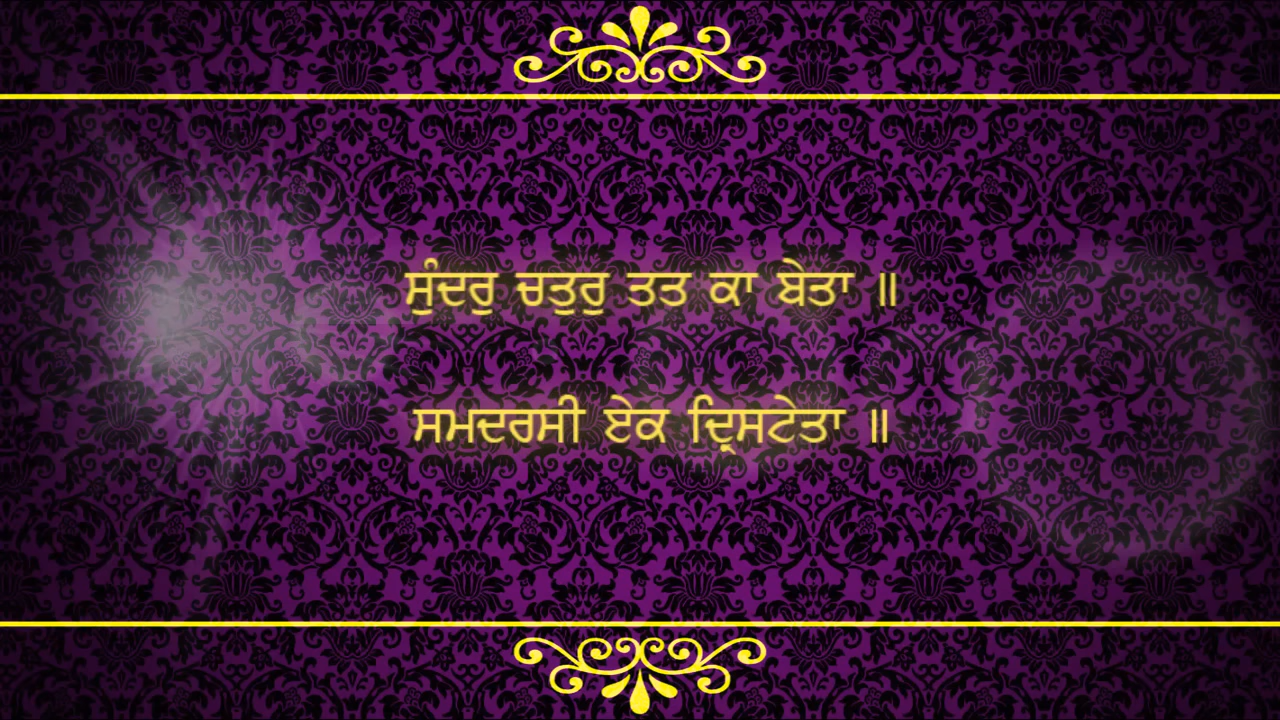 ਸੁੰਦਰੁ ਚਤੁਰੁ ਤਤ ਕਾ ਬੇਤਾ ॥
ਸਮਦਰਸੀ ਏਕ ਦ੍ਰਿਸਟੇਤਾ ॥